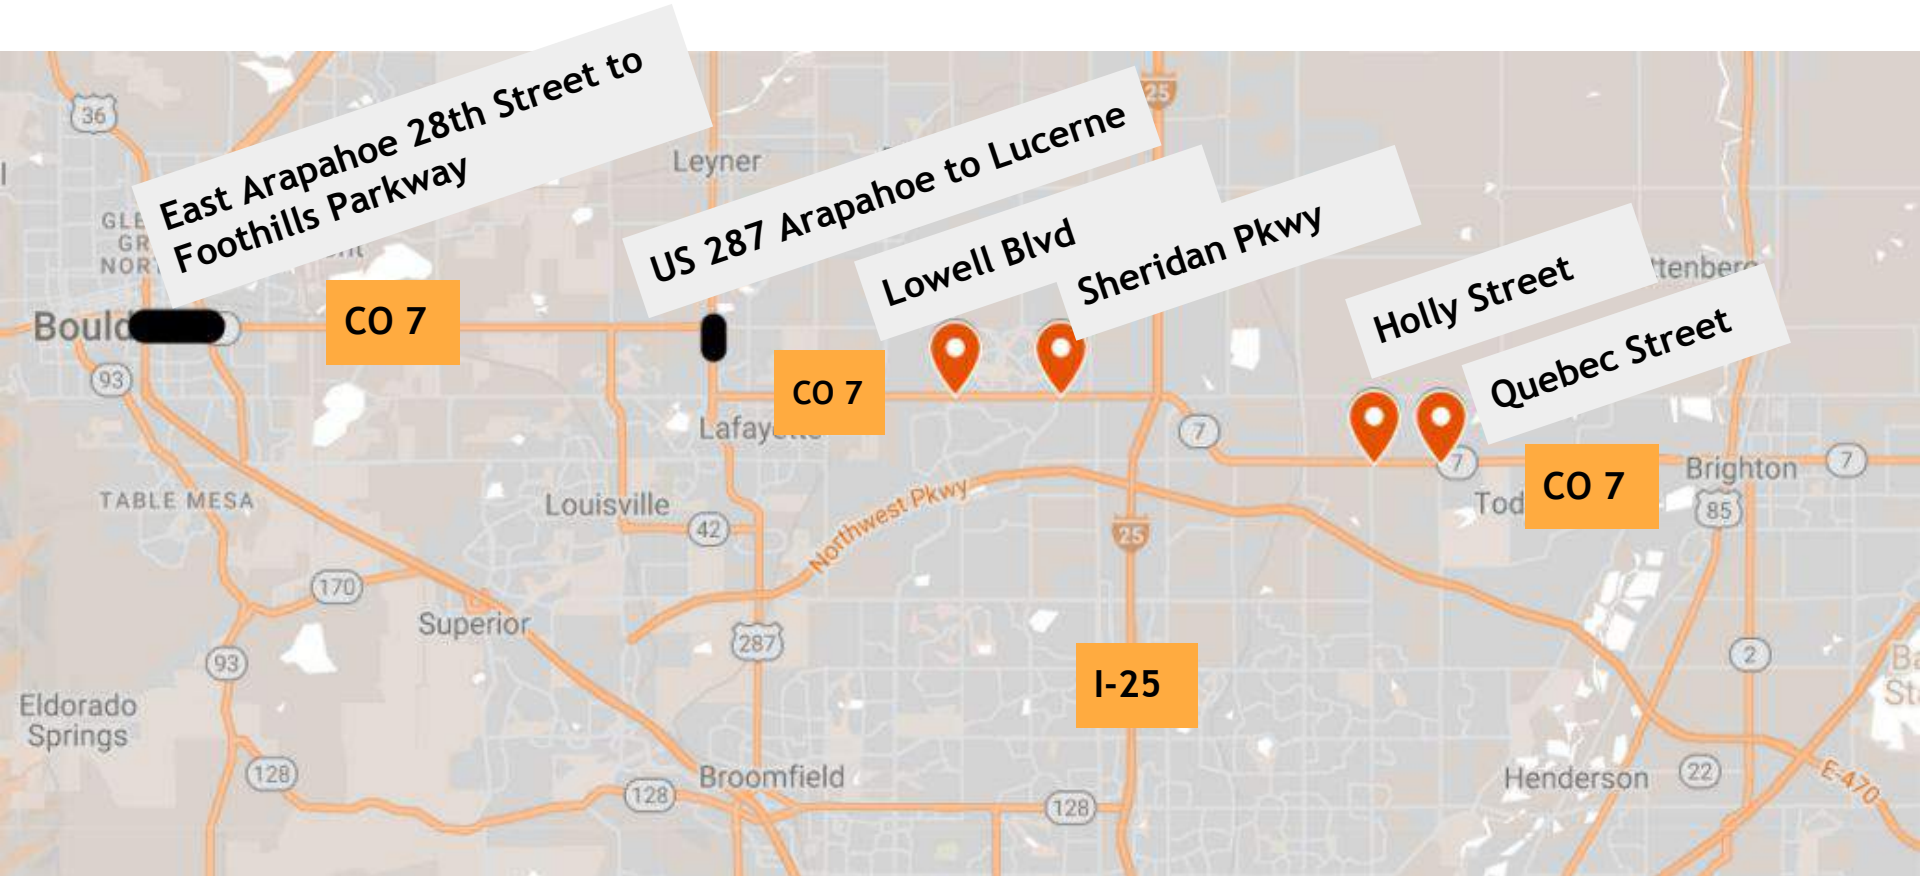 East Arapahoe 28th Street to
Foothills Parkway
US 287 Arapahoe to Lucerne
Lowell Blvd
Sheridan Pkwy
Holly Street
Quebec Street
36
25
Leyner
CO 7
CO 7
7
7
CO 7
Brighton
7
93
TABLE MESA
Louisville
42
Northwest Pkwy
25
85
170
Superior
287
93
I-25
2
Eldorado
Springs
128
Broomfield
128
128
Henderson
22
E-470